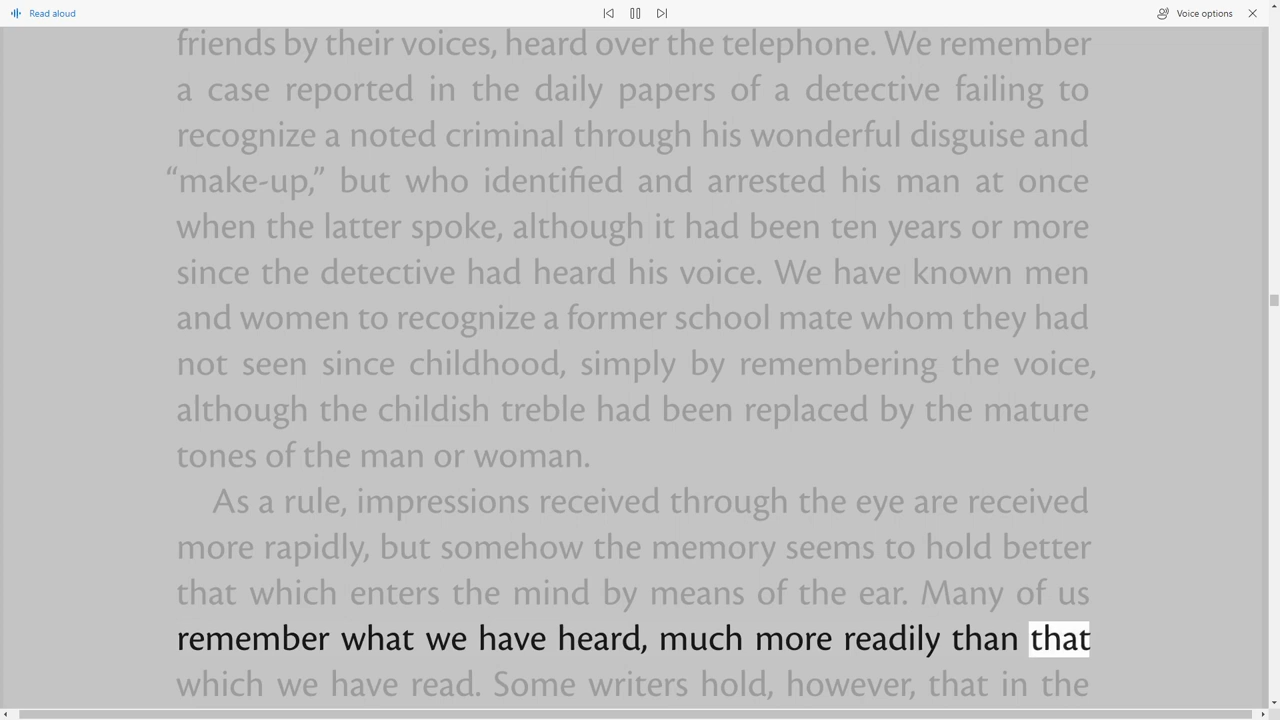 Read aloud
Voice options
friends by their voices, heard over the telephone. We remember
a case reported in the daily papers of a detective failing to
recognize a noted criminal through his wonderful disguise and
“make-up,” but who identified and arrested his man at once
when the latter spoke, although it had been ten years or more
since the detective had heard his voice. We have known men
and women to recognize a former school mate whom they had
not seen since childhood, simply by remembering the voice,
although the childish treble had been replaced by the mature
tones of the man or woman.
As a rule, impressions received through the eye are received
more rapidly, but somehow the memory seems to hold better
that which enters the mind by means of the ear. Many of us
remember what we have heard, much more readily than that
which we have read. Some writers hold, however, that in the